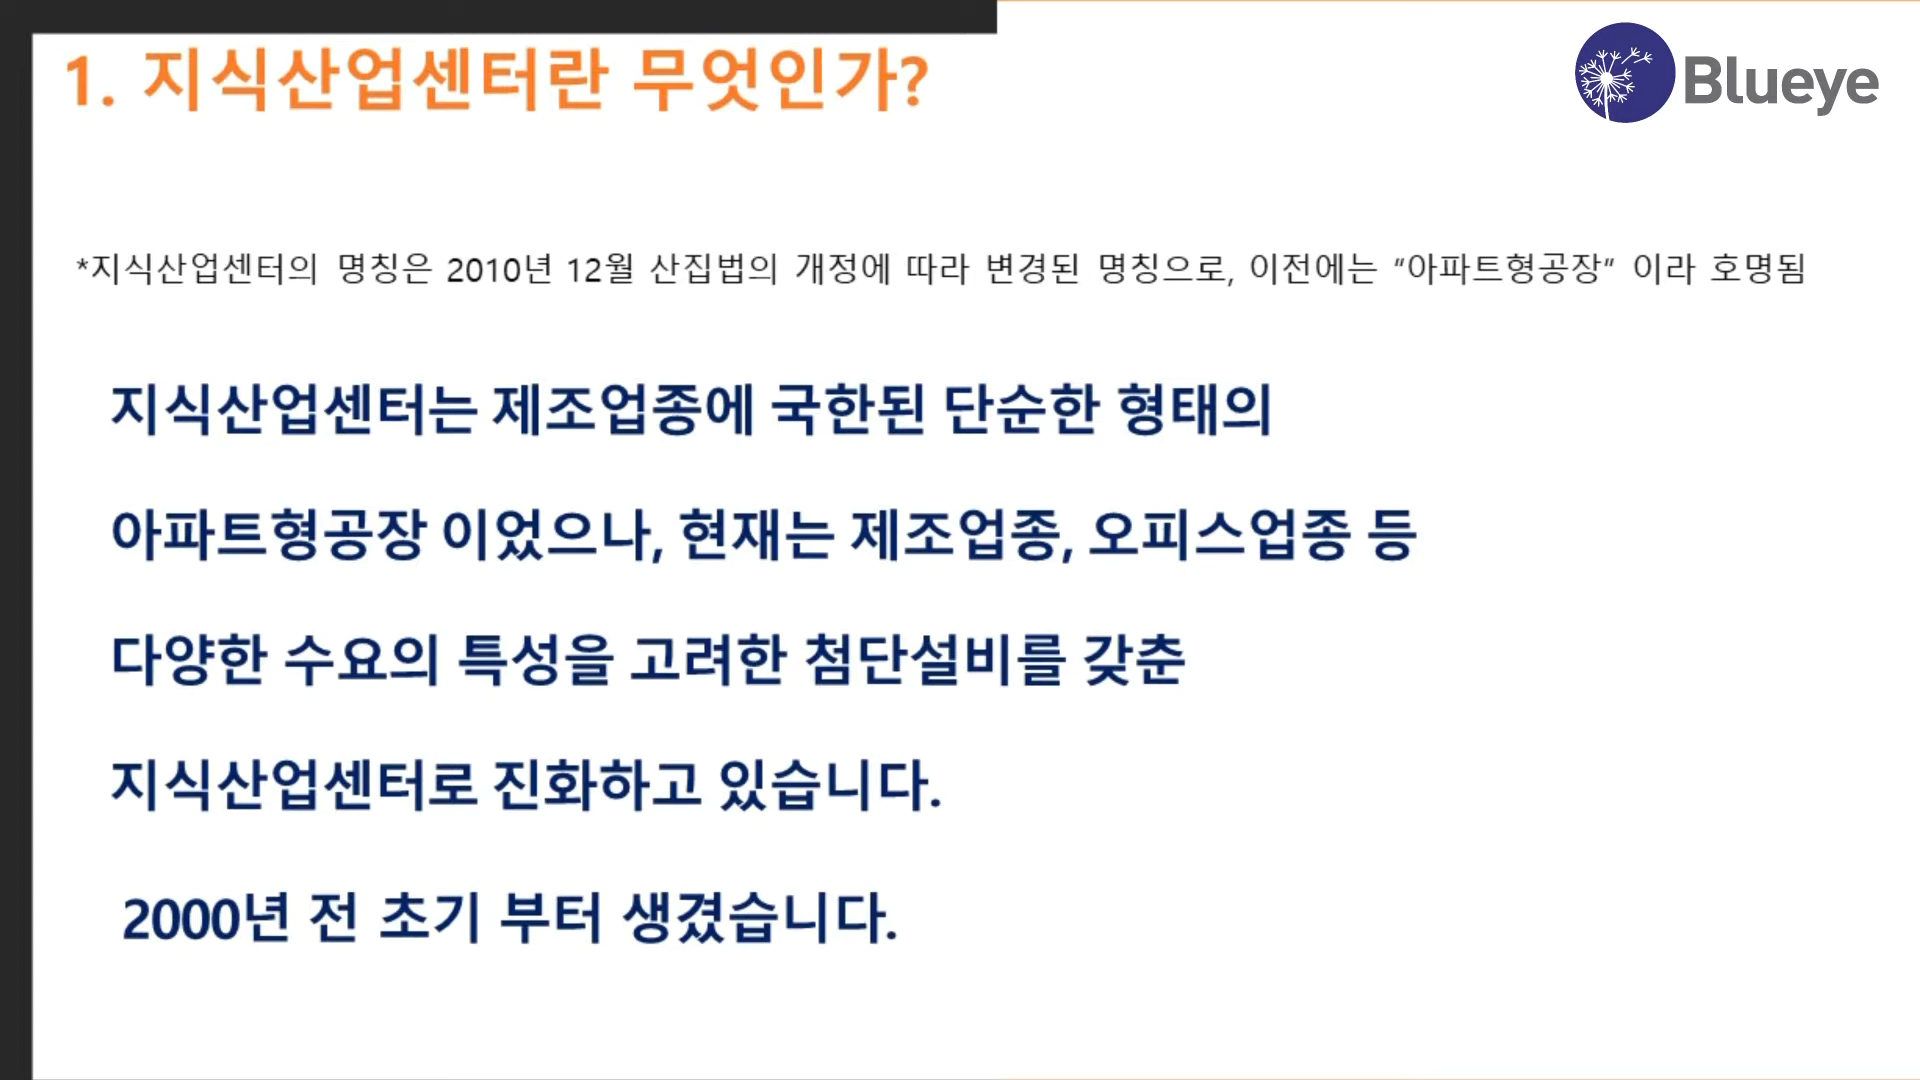 1. 지식산업센터란 무엇인가?
Blueye
*지식산업센터의 명칭은 2010년 12월 산집법의 개정에 따라 변경된 명칭으로, 이전에는 "아파트형공장" 이라 호명됨
지식산업센터는 제조업종에 국한된 단순한 형태의
아파트형공장 이었으나, 현재는 제조업종, 오피스업종 등
다양한 수요의 특성을 고려한 첨단설비를 갖춘
지식산업센터로 진화하고 있습니다.
2000년 전 초기 부터 생겼습니다.